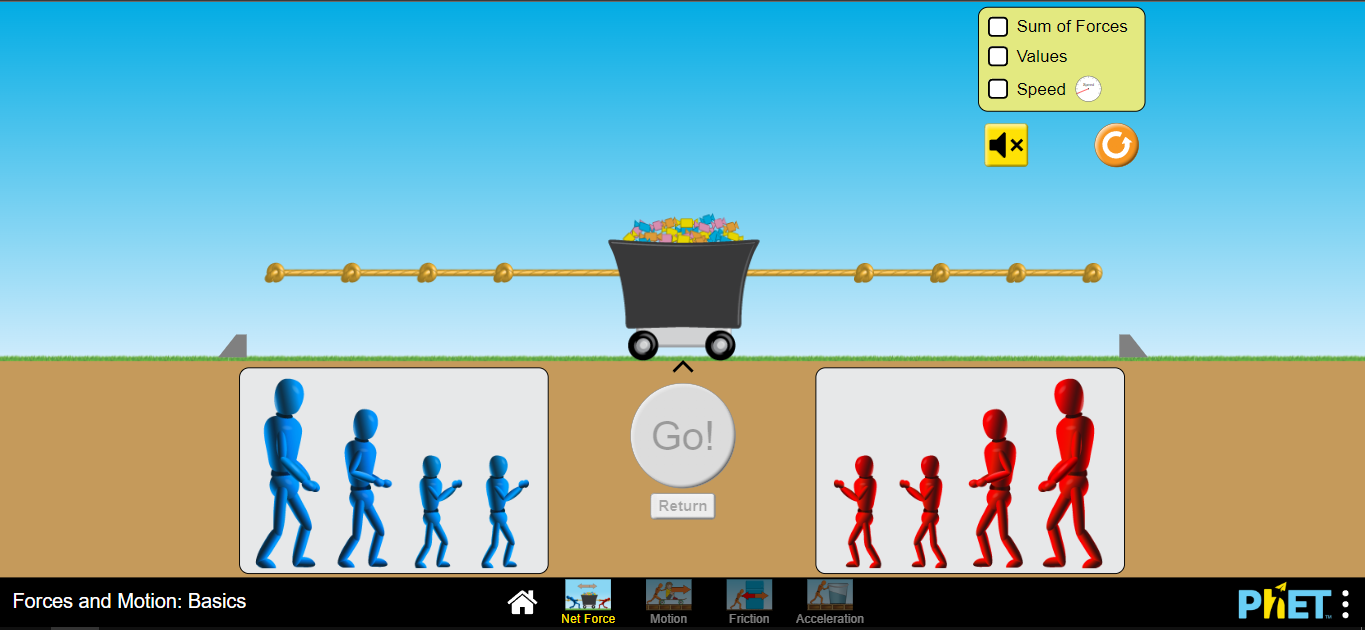 Sum of Forces
Values
Speed
Go!
Return
Forces and Motion: Basics
Net Force
Motion
Friction
Acceleration
PhET